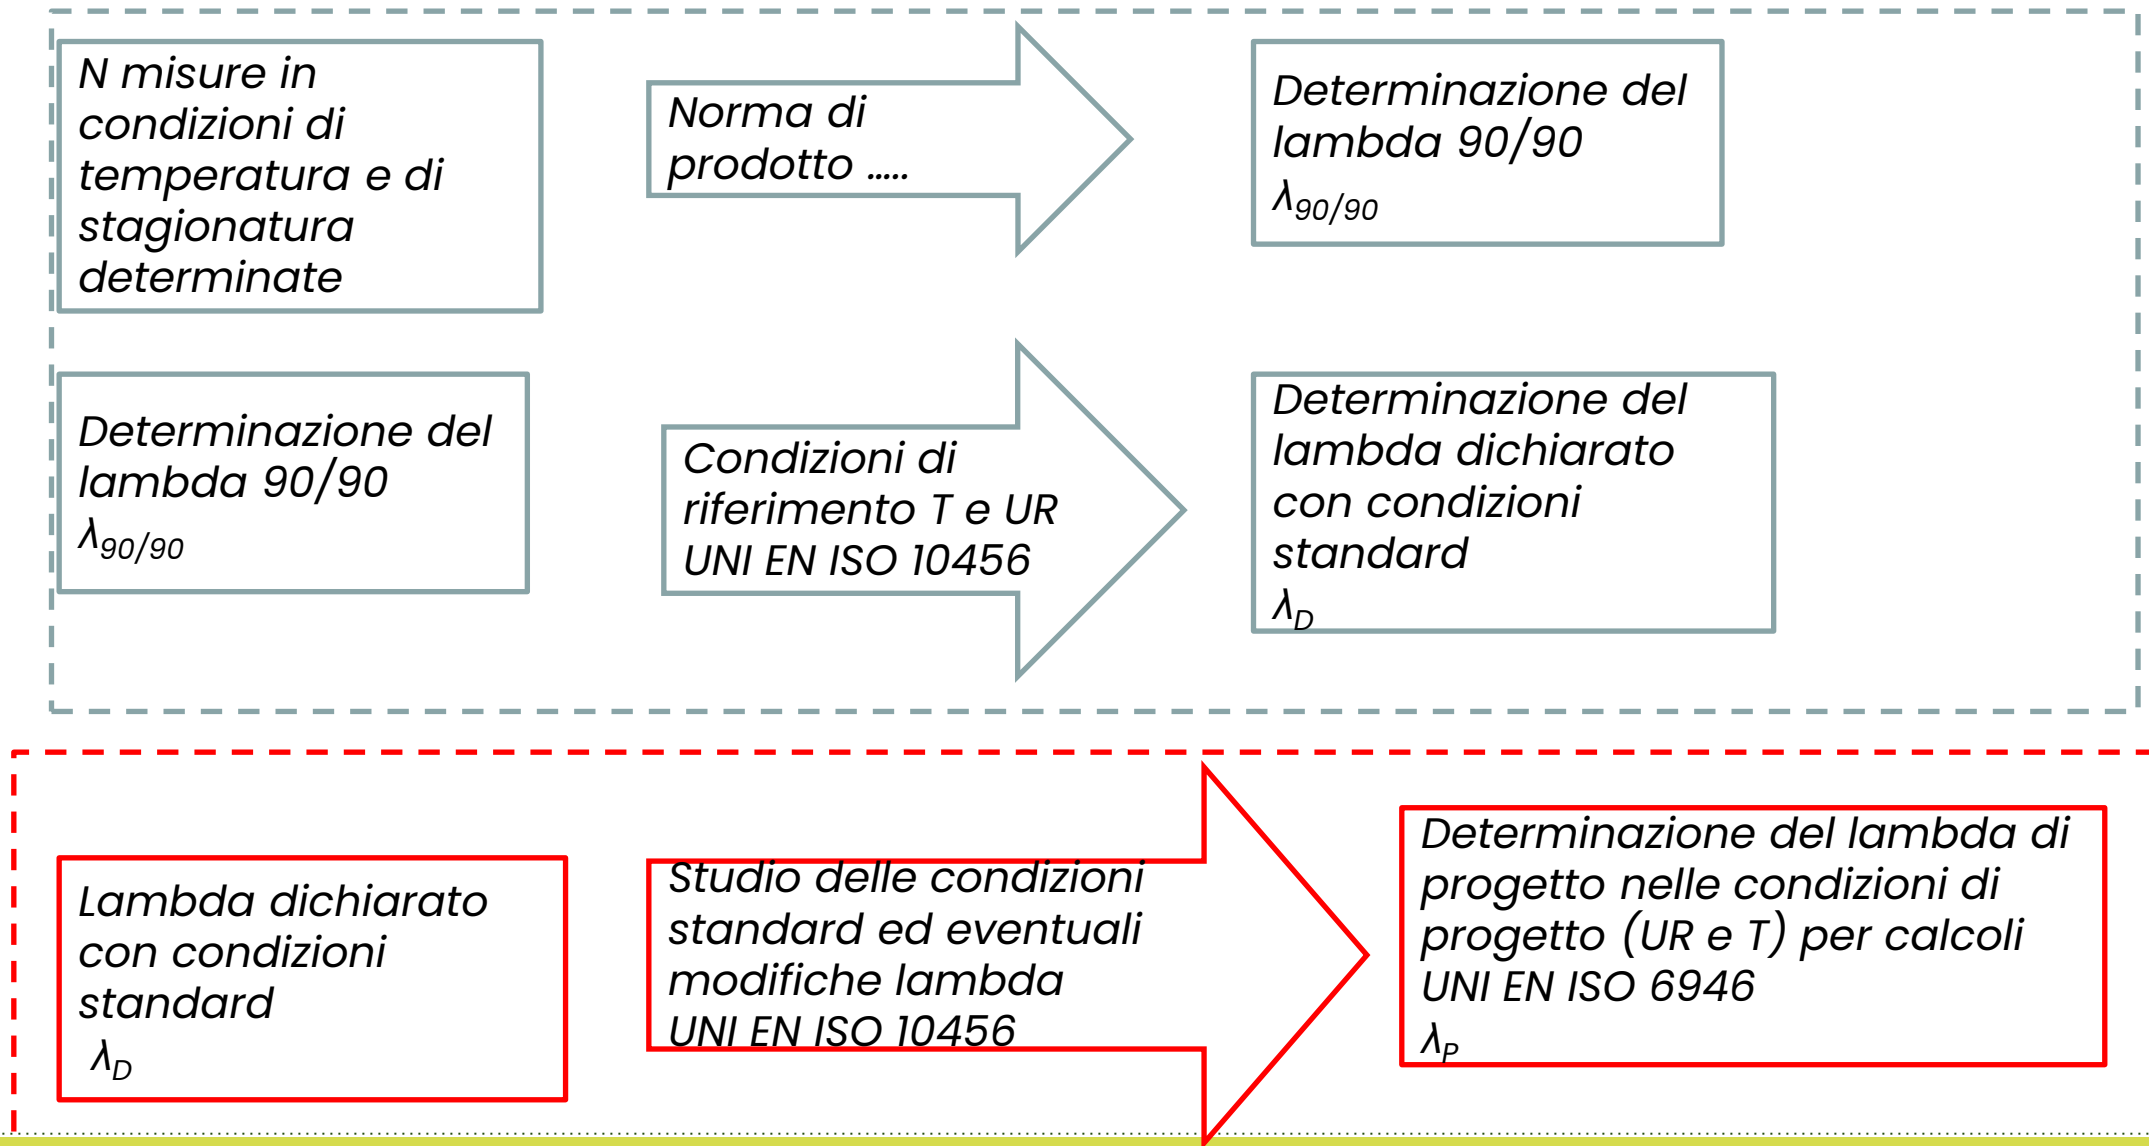 N misure in
condizioni di
temperatura e di
stagionatura
determinate
Norma di
prodotto .....
Determinazione del
lambda 90/90
λ90/90
Determinazione del
lambda 90/90
λ90/90
Condizioni di
riferimento T e UR
UNI EN ISO 10456
Determinazione del
lambda dichiarato
con condizioni
standard
λD
Lambda dichiarato
con condizioni
standard
λD
Studio delle condizioni
standard ed eventuali
modifiche lambda
UNI EN ISO 10456
Determinazione del lambda di
progetto nelle condizioni di
progetto (UR e T) per calcoli
UNI EN ISO 6946
λP